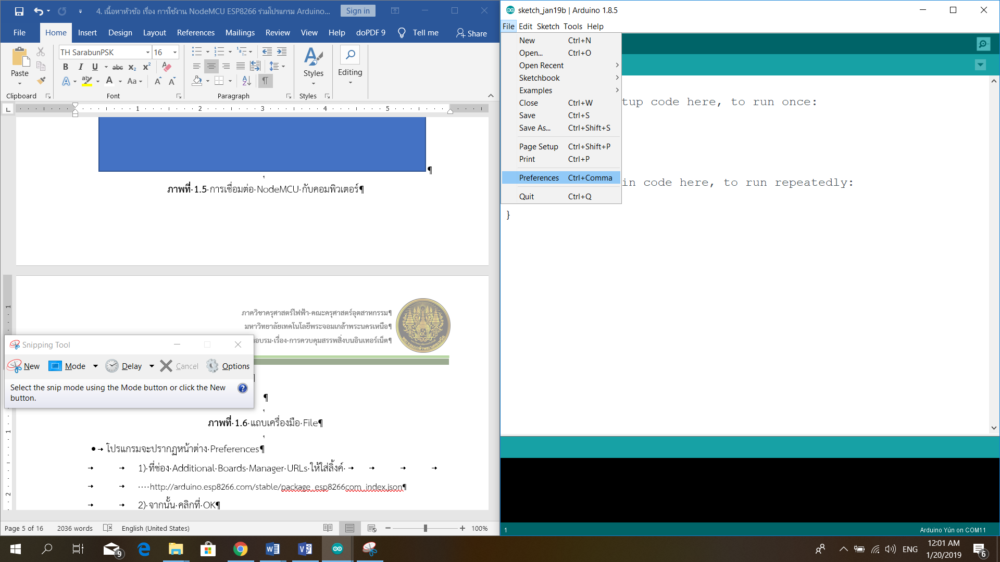 4. เนื้อหาหัวข้อ เรื่อง การใช้งาน NodeMCU ESP8266 ร่วมโปรแกรม Arduino...
Sign in
File Home Insert Design Layout References Mailings Review View Help doPDF 9 Tell me Share
TH SarabunPSK 16
Paste
Styles
Editing
Clipboard Font Paragraph Styles
1 2 3 4 5
ภาพที่ 1.5 การเชื่อมต่อ NodeMCU กับคอมพิวเตอร์
ภาควิชาครุศาสตร์ไฟฟ้า คณะครุศาสตร์อุตสาหกรรม
มหาวิทยาลัยเทคโนโลยีพระจอมเกล้าพระนครเหนือ
อบรม เรื่อง การควบคุมสรรพสิ่งบนอินเทอร์เน็ต
Snipping Tool
New Mode Delay Cancel Options
Select the snip mode using the Mode button or click the New
button.
ภาพที่ 1.6 แถบเครื่องมือ File
โปรแกรมจะปรากฏหน้าต่าง Preferences
1) ที่ช่อง Additional Boards Manager URLs ให้ใส่ลิ้งค์
http://arduino.esp8266.com/stable/package_esp8266com_index.json
2) จากนั้น คลิกที่ OK
Page 5 of 16 2036 words English (United States) 100%
sketch_jan19b | Arduino 1.8.5
File Edit Sketch Tools Help
New Ctrl+N
Open... Ctrl+O
Open Recent
Sketchbook
Examples
Close Ctrl+W
Save Ctrl+S
Save As... Ctrl+Shift+S
Page Setup Ctrl+Shift+P
Print Ctrl+P
Preferences Ctrl+Comma
Quit Ctrl+Q
tup code here, to run once:
in code here, to run repeatedly:
}
1 Arduino Yún on COM11
9
ENG
12:01 AM
1/20/2019
6